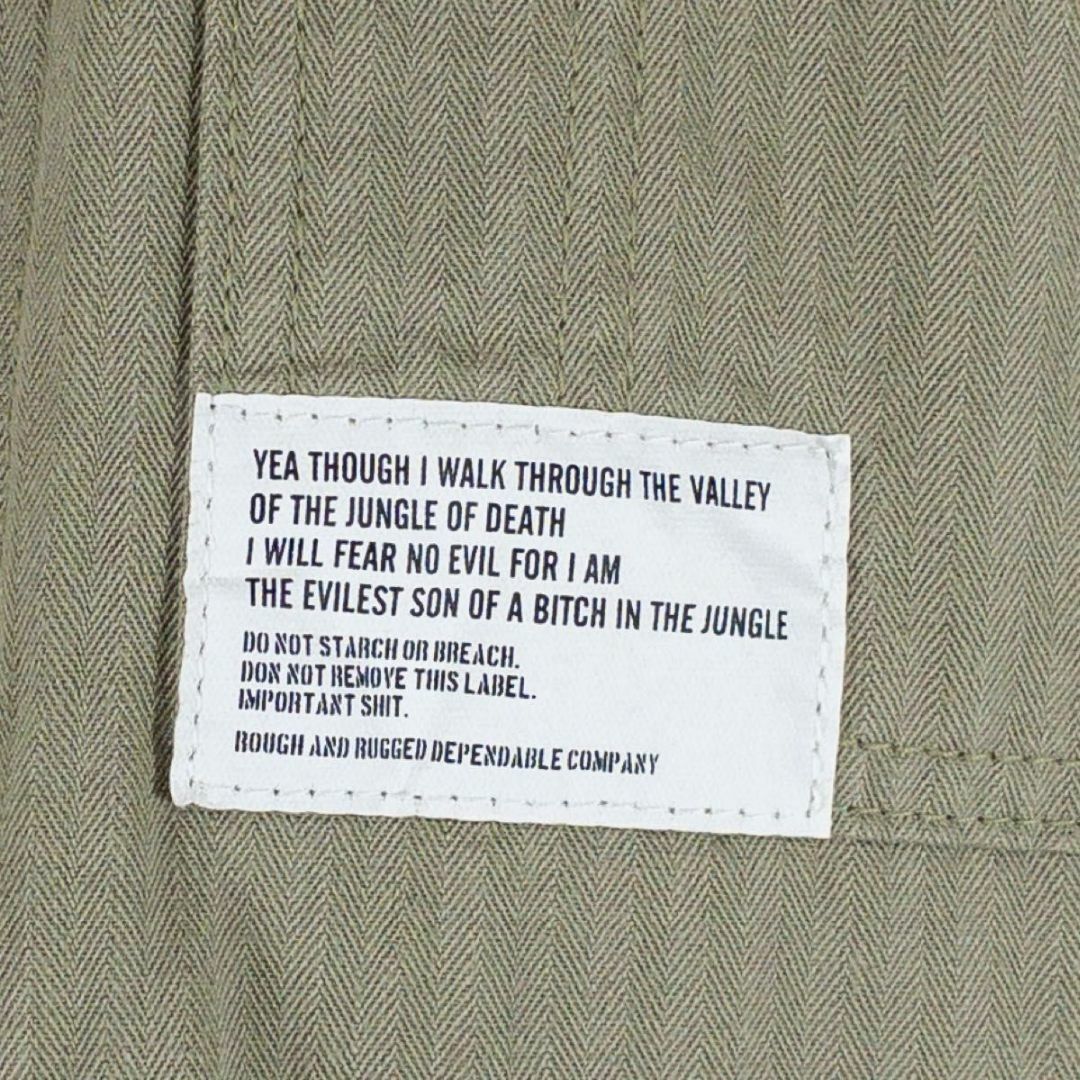 YEA THOUGH I WALK THROUGH THE VALLEY
OF THE JUNGLE OF DEATH
I WILL FEAR NO EVIL FOR I AM
THE EVILEST SON OF A BITCH IN THE JUNGLE
DO NOT STARCH OR BREACH.
DON NOT REMOVE THIS LABEL.
IMPORTANT SHIT.
ROUGH AND RUGGED DEPENDABLE COMPANY